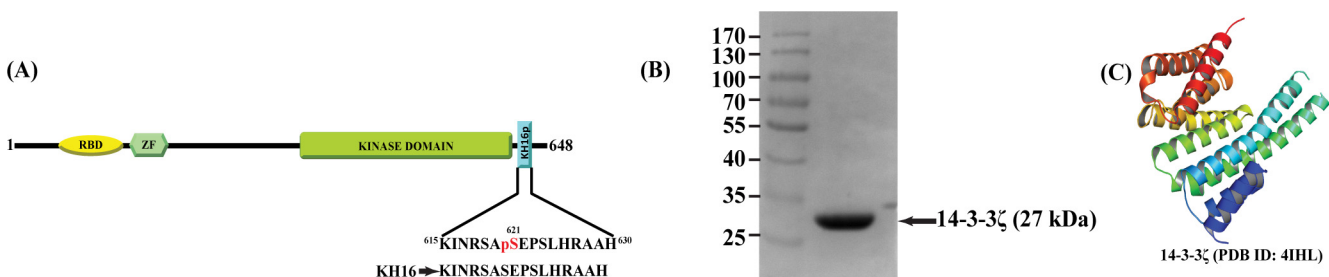 (A)
1
RBD
ZF
KINASE DOMAIN
KH16p
648
615KINRSApSEPSLHRAAH630
621
KH16 KINRSASEPSLHRAAH
(B)
170
130
100
70
55
40
35
25
14-3-3ζ (27 kDa)
(C)
14-3-3ζ (PDB ID: 4IHL)